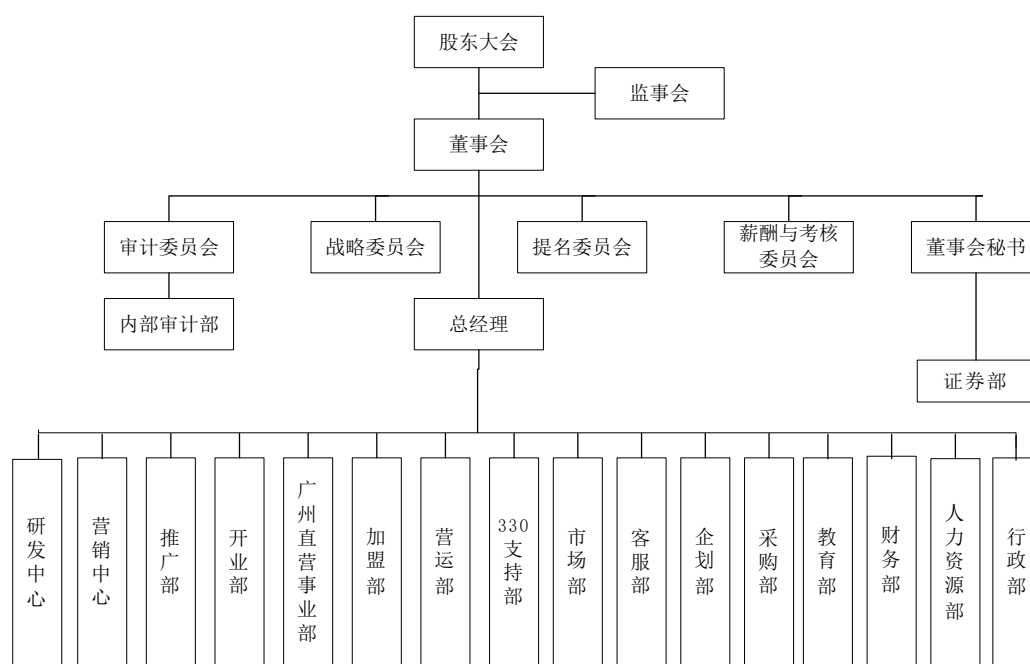 股东大会
监事会
董事会
审计委员会
战略委员会
提名委员会
薪酬与考核
委员会
董事会秘书
内部审计部
总经理
证券部
研发中心
营销中心
推广部
开业部
广州直营事业部
加盟部
营运部
330
支持部
市场部
客服部
企划部
采购部
教育部
财务部
人力资源部
行政部